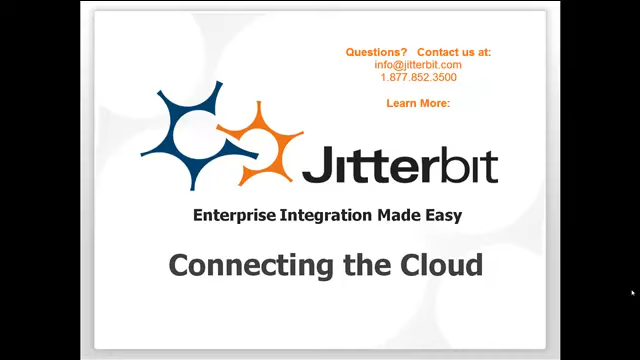 Questions? Contact us at:
info@jitterbit.com
1.877.852.3500
Learn More:
Jitterbit
Enterprise Integration Made Easy
Connecting the Cloud